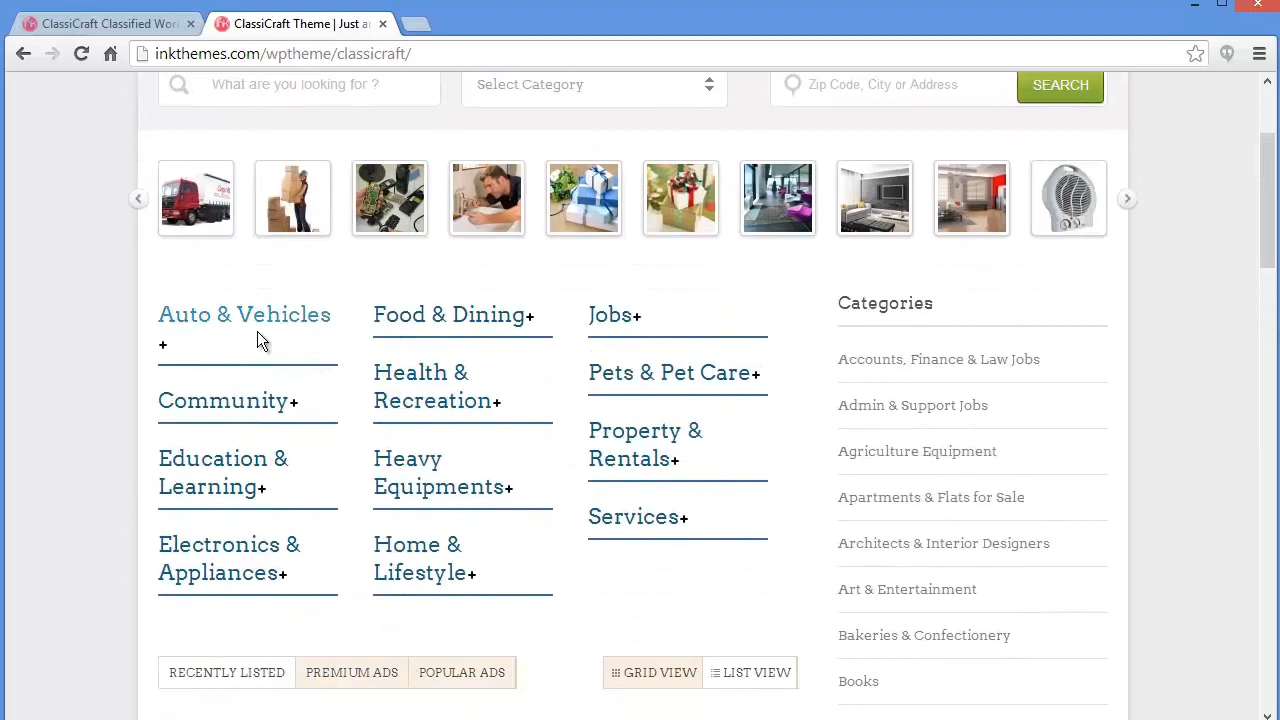 ClassiCraft Classified Wor
ClassiCraft Theme | Just a
inkthemes.com/wptheme/classicraft/
What are you looking for ?
Select Category
Zip Code, City or Address
SEARCH
Auto & Vehicles
+
Community+
Education &
Learning+
Electronics &
Appliances+
Food & Dining+
Health &
Recreation+
Heavy
Equipments+
Home &
Lifestyle+
Jobs+
Pets & Pet Care+
Property &
Rentals+
Services+
Categories
Accounts, Finance & Law Jobs
Admin & Support Jobs
Agriculture Equipment
Apartments & Flats for Sale
Architects & Interior Designers
Art & Entertainment
Bakeries & Confectionery
Books
RECENTLY LISTED
PREMIUM ADS
POPULAR ADS
GRID VIEW
LIST VIEW